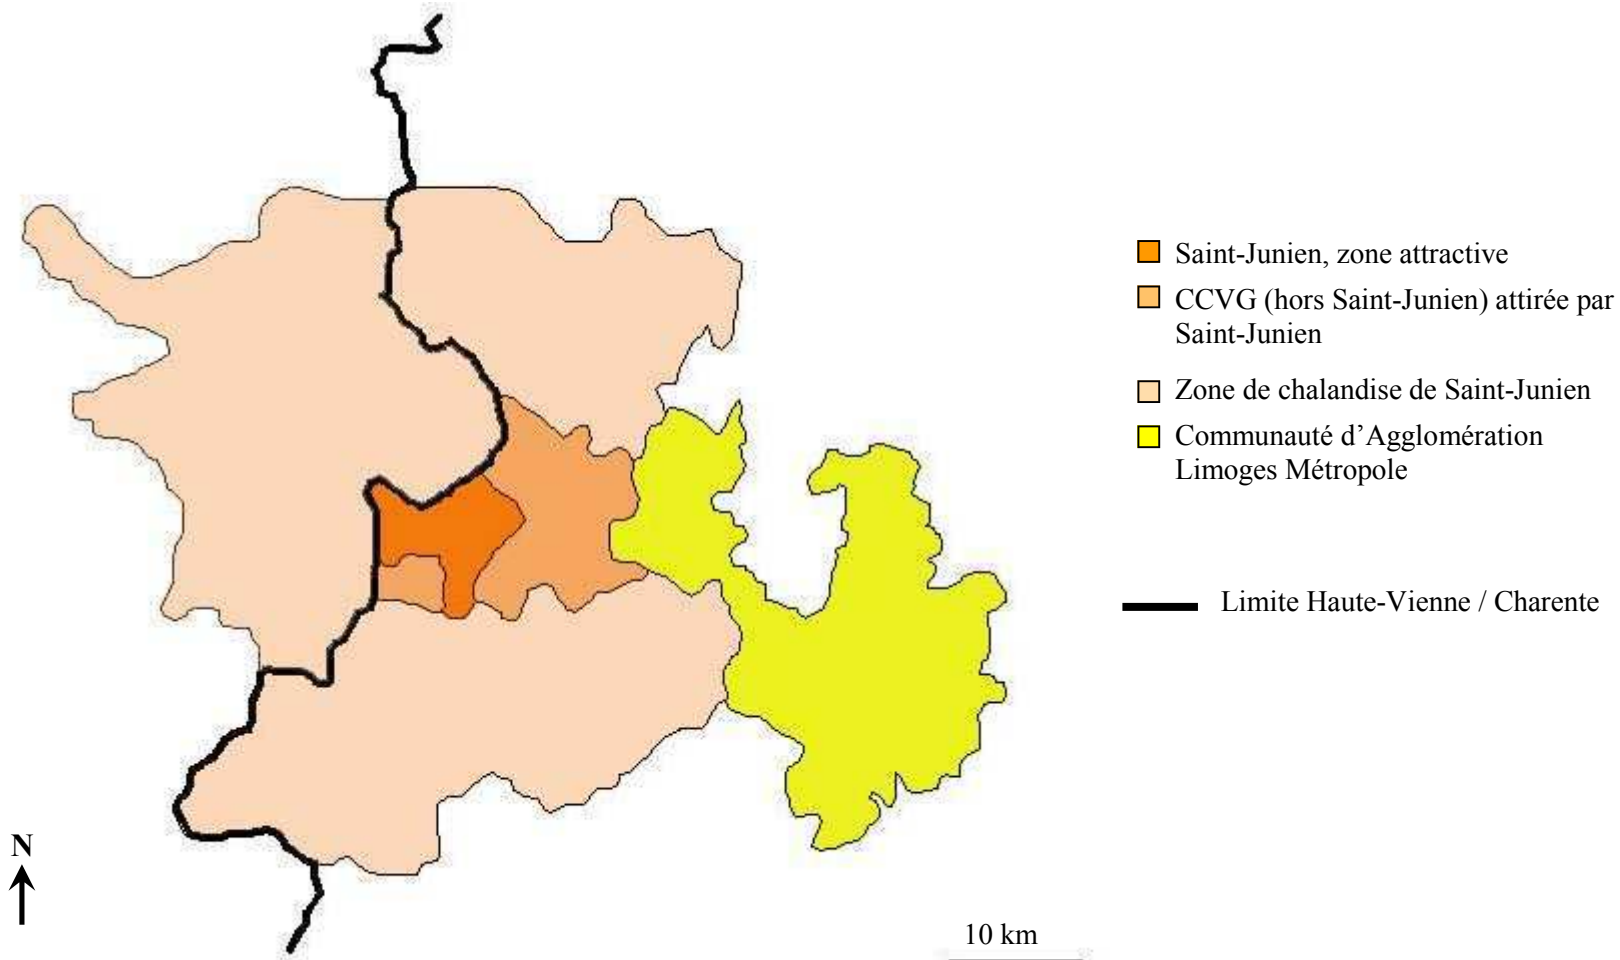 Saint-Junien, zone attractive
CCVG (hors Saint-Junien) attirée par
Saint-Junien
Zone de chalandise de Saint-Junien
Communauté d’Agglomération
Limoges Métropole
Limite Haute-Vienne / Charente
N
10 km